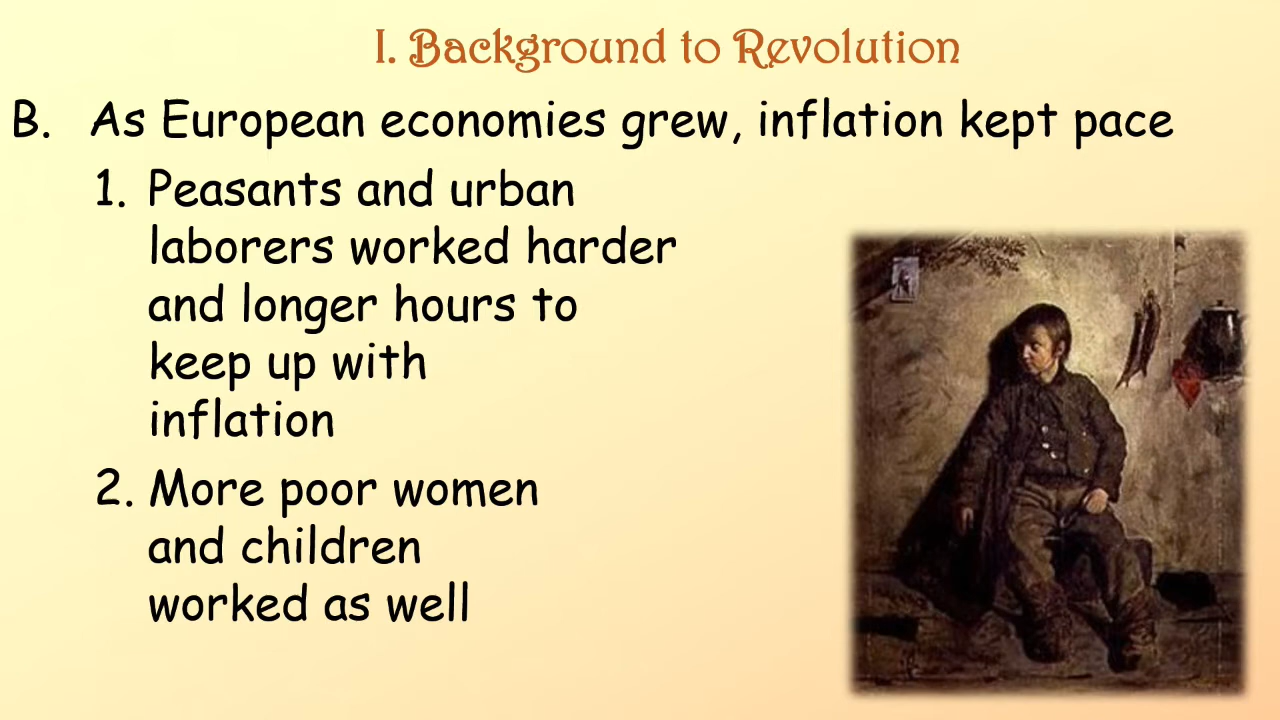 I. Background to Revolution
B. As European economies grew, inflation kept pace
1. Peasants and urban
laborers worked harder
and longer hours to
keep up with
inflation
2. More poor women
and children
worked as well